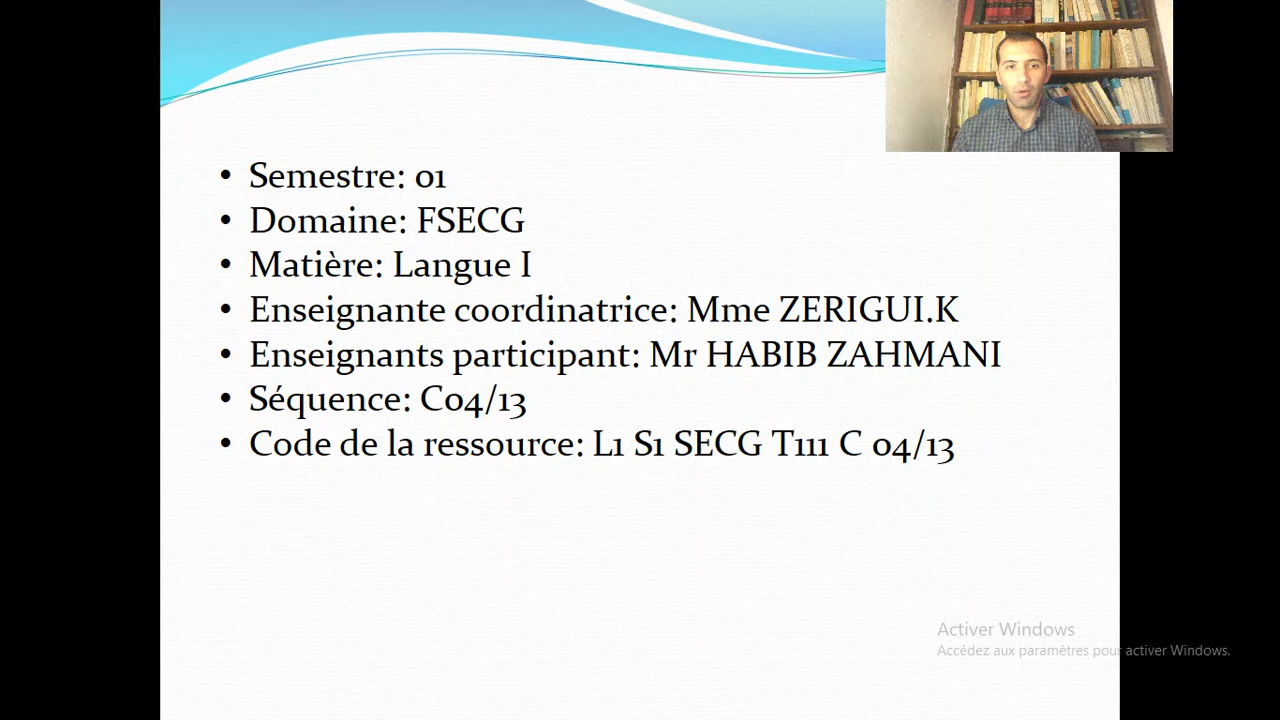 • Semestre: 01
• Domaine: FSECG
• Matière: Langue I
• Enseignante coordinatrice: Mme ZERIGUI.K
• Enseignants participant: Mr HABIB ZAHMANI
• Séquence: C04/13
• Code de la ressource: L1 S1 SECG T111 C 04/13
Activer Windows
Accédez aux paramètres pour activer Windows.